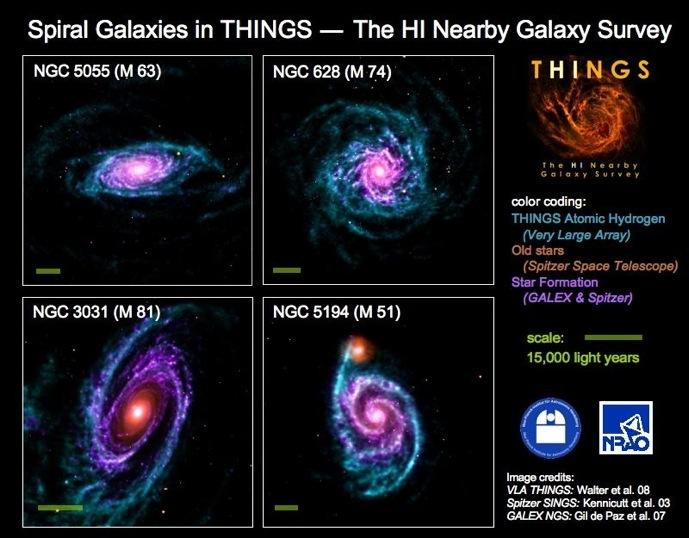 Spiral Galaxies in THINGS — The HI Nearby Galaxy Survey
NGC 5055 (M 63)
NGC 628 (M 74)
THINGS
The HI Nearby
Galaxy Survey
color coding:
THINGS Atomic Hydrogen
(Very Large Array)
Old stars
(Spitzer Space Telescope)
Star Formation
(GALEX & Spitzer)
NGC 3031 (M 81)
NGC 5194 (M 51)
scale:
15,000 light years
NRAO
Image credits:
VLA THINGS: Walter et al. 08
Spitzer SINGS: Kennicutt et al. 03
GALEX NGS: Gil de Paz et al. 07